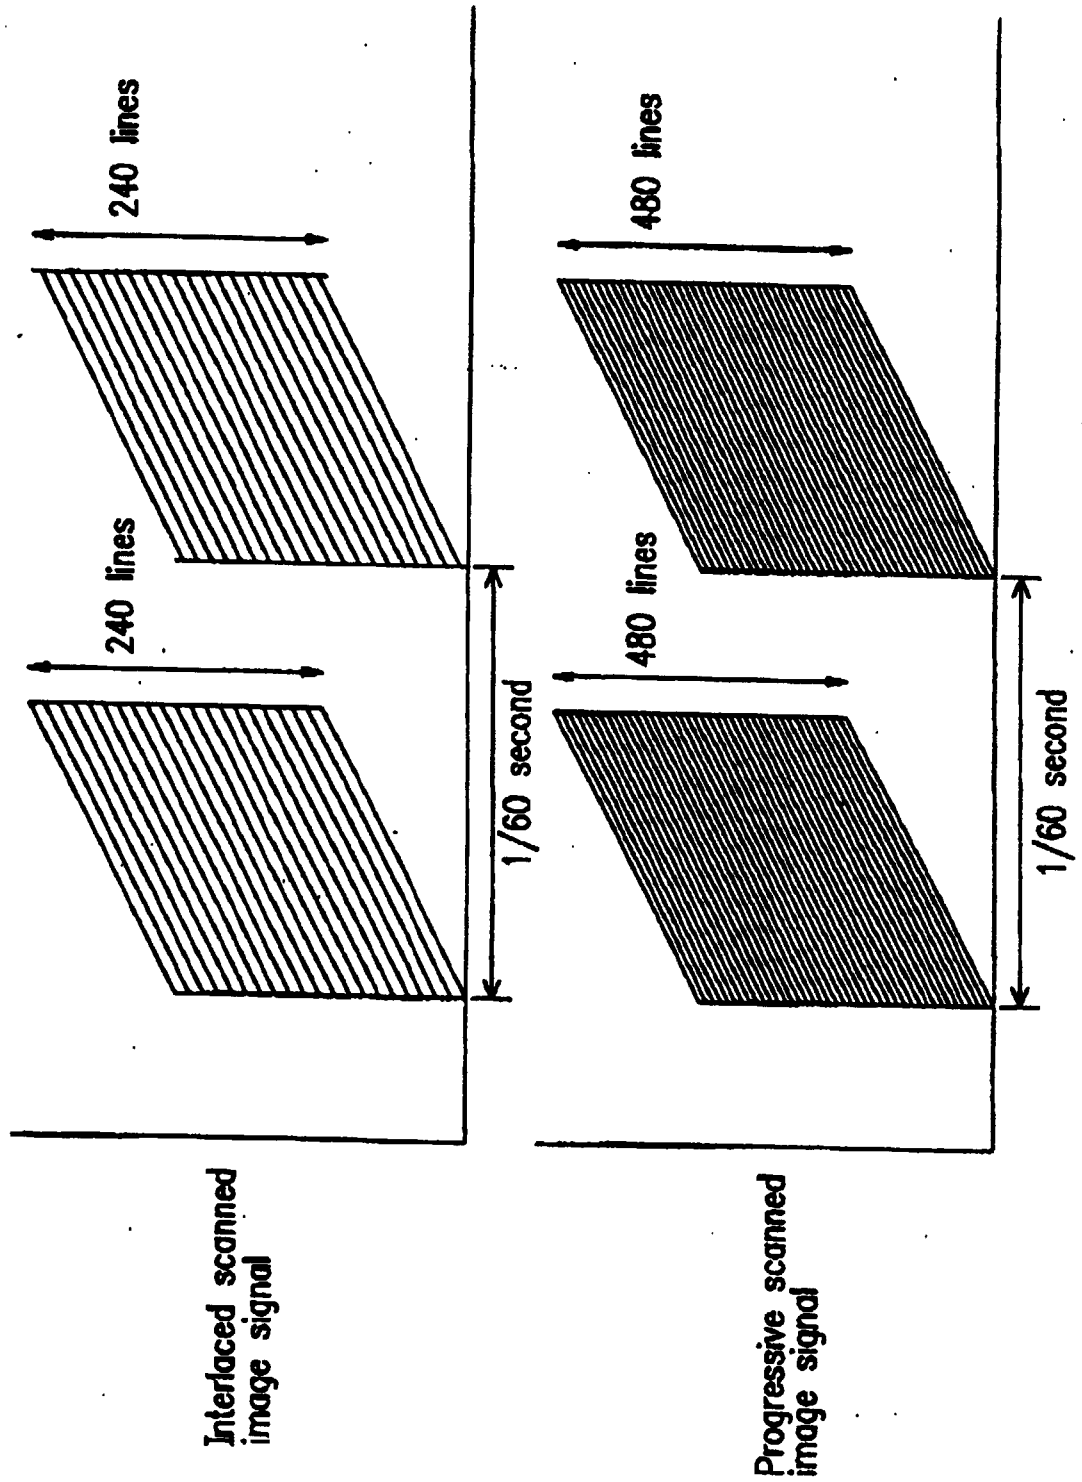 Interlaced scanned
image signal
240 lines
240 lines
1/60 second
Progressive scanned
image signal
480 lines
480 lines
1/60 second